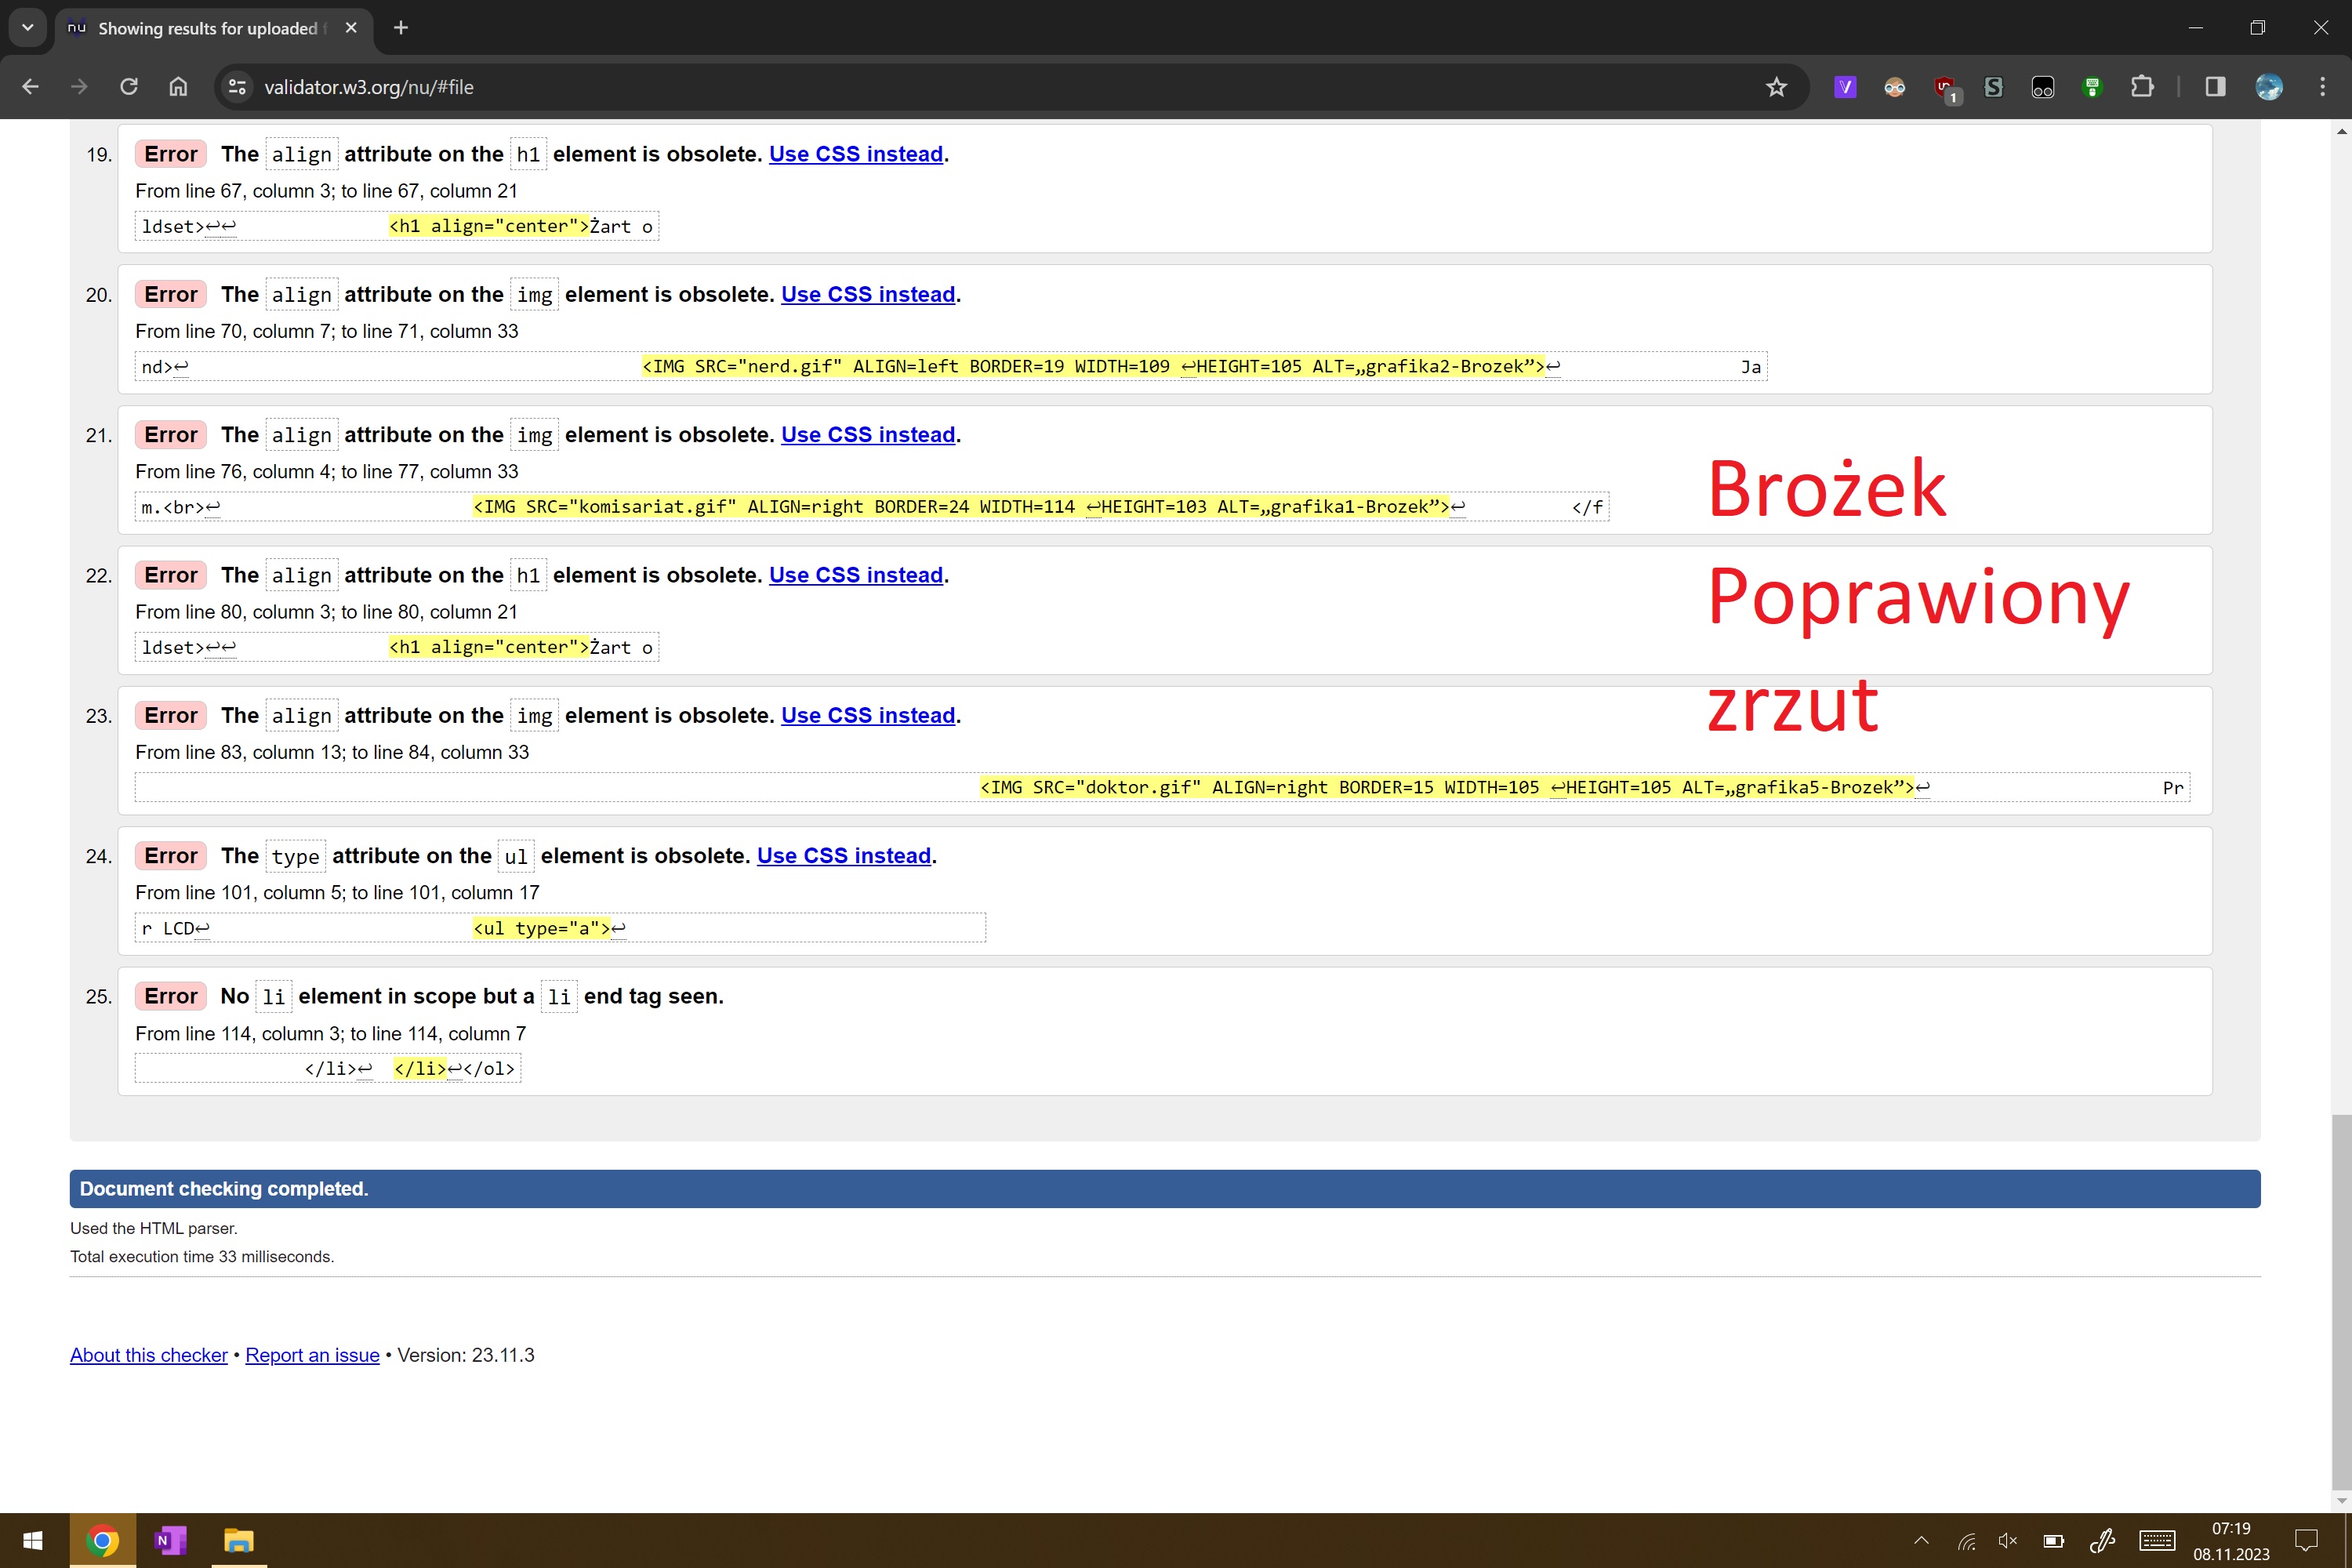 Showing results for uploaded f
validator.w3.org/nu/#file
1
19. Error The align attribute on the h1 element is obsolete. Use CSS instead.
From line 67, column 3; to line 67, column 21
ldset>↩↩ <h1 align="center">Żart o
20. Error The align attribute on the img element is obsolete. Use CSS instead.
From line 70, column 7; to line 71, column 33
nd>↩ <IMG SRC="nerd.gif" ALIGN=left BORDER=19 WIDTH=109 ↩HEIGHT=105 ALT=„grafika2-Brozek”>↩ Ja
21. Error The align attribute on the img element is obsolete. Use CSS instead.
From line 76, column 4; to line 77, column 33
m.<br>↩ <IMG SRC="komisariat.gif" ALIGN=right BORDER=24 WIDTH=114 ↩HEIGHT=103 ALT=„grafika1-Brozek”>↩ </f
22. Error The align attribute on the h1 element is obsolete. Use CSS instead.
From line 80, column 3; to line 80, column 21
ldset>↩↩ <h1 align="center">Żart o
23. Error The align attribute on the img element is obsolete. Use CSS instead.
From line 83, column 13; to line 84, column 33
<IMG SRC="doktor.gif" ALIGN=right BORDER=15 WIDTH=105 ↩HEIGHT=105 ALT=„grafika5-Brozek”>↩ Pr
24. Error The type attribute on the ul element is obsolete. Use CSS instead.
From line 101, column 5; to line 101, column 17
r LCD↩ <ul type="a">↩
25. Error No li element in scope but a li end tag seen.
From line 114, column 3; to line 114, column 7
</li>↩ </li>↩</ol>
Brożek
Poprawiony
zrzut
Document checking completed.
Used the HTML parser.
Total execution time 33 milliseconds.
About this checker • Report an issue • Version: 23.11.3
07:19
08.11.2023